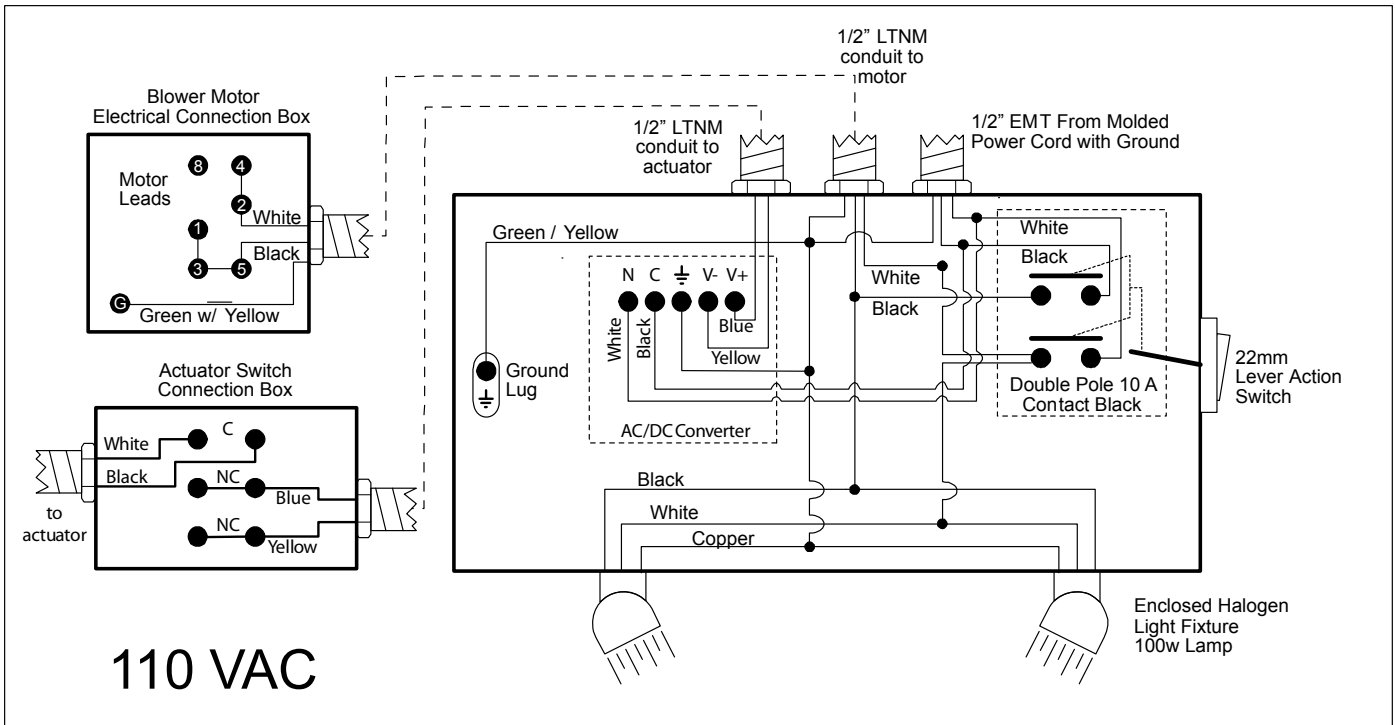 1/2” LTNM
conduit to
motor
Blower Motor
Electrical Connection Box
1/2” LTNM
conduit to
actuator
1/2” EMT From Molded
Power Cord with Ground
Motor
Leads
8
4
2
1
3
5
G
White
Black
Green w/ Yellow
Green / Yellow
White
Black
White
Black
N C V- V+
White
Black
Blue
Yellow
Ground
Lug
AC/DC Converter
Double Pole 10 A
Contact Black
22mm
Lever Action
Switch
Actuator Switch
Connection Box
White
Black
C
NC
NC
Blue
Yellow
to
actuator
Black
White
Copper
Enclosed Halogen
Light Fixture
100w Lamp
110 VAC